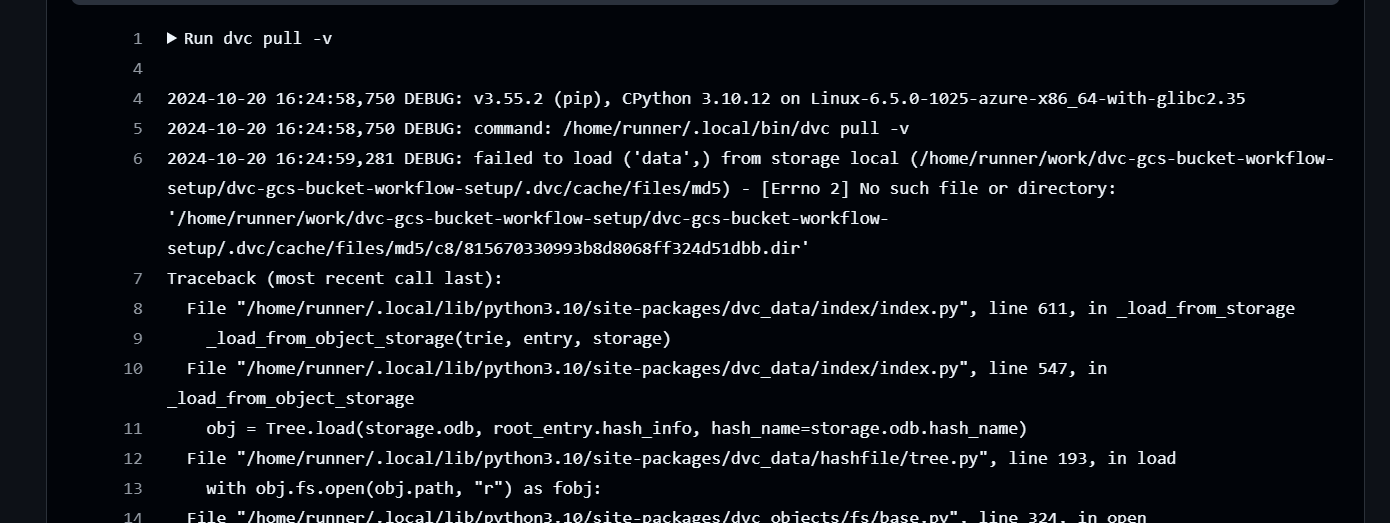 1 ▶ Run dvc pull -v
4
4 2024-10-20 16:24:58,750 DEBUG: v3.55.2 (pip), CPython 3.10.12 on Linux-6.5.0-1025-azure-x86_64-with-glibc2.35
5 2024-10-20 16:24:58,750 DEBUG: command: /home/runner/.local/bin/dvc pull -v
6 2024-10-20 16:24:59,281 DEBUG: failed to load ('data',) from storage local (/home/runner/work/dvc-gcs-bucket-workflow-
setup/dvc-gcs-bucket-workflow-setup/.dvc/cache/files/md5) - [Errno 2] No such file or directory:
'/home/runner/work/dvc-gcs-bucket-workflow-setup/dvc-gcs-bucket-workflow-
setup/.dvc/cache/files/md5/c8/815670330993b8d8068ff324d51dbb.dir'
7 Traceback (most recent call last):
8   File "/home/runner/.local/lib/python3.10/site-packages/dvc_data/index/index.py", line 611, in _load_from_storage
9     _load_from_object_storage(trie, entry, storage)
10   File "/home/runner/.local/lib/python3.10/site-packages/dvc_data/index/index.py", line 547, in
_load_from_object_storage
11     obj = Tree.load(storage.odb, root_entry.hash_info, hash_name=storage.odb.hash_name)
12   File "/home/runner/.local/lib/python3.10/site-packages/dvc_data/hashfile/tree.py", line 193, in load
13     with obj.fs.open(obj.path, "r") as fobj:
14   File "/home/runner/.local/lib/python3.10/site-packages/dvc_objects/fs/base.py", line 324, in open